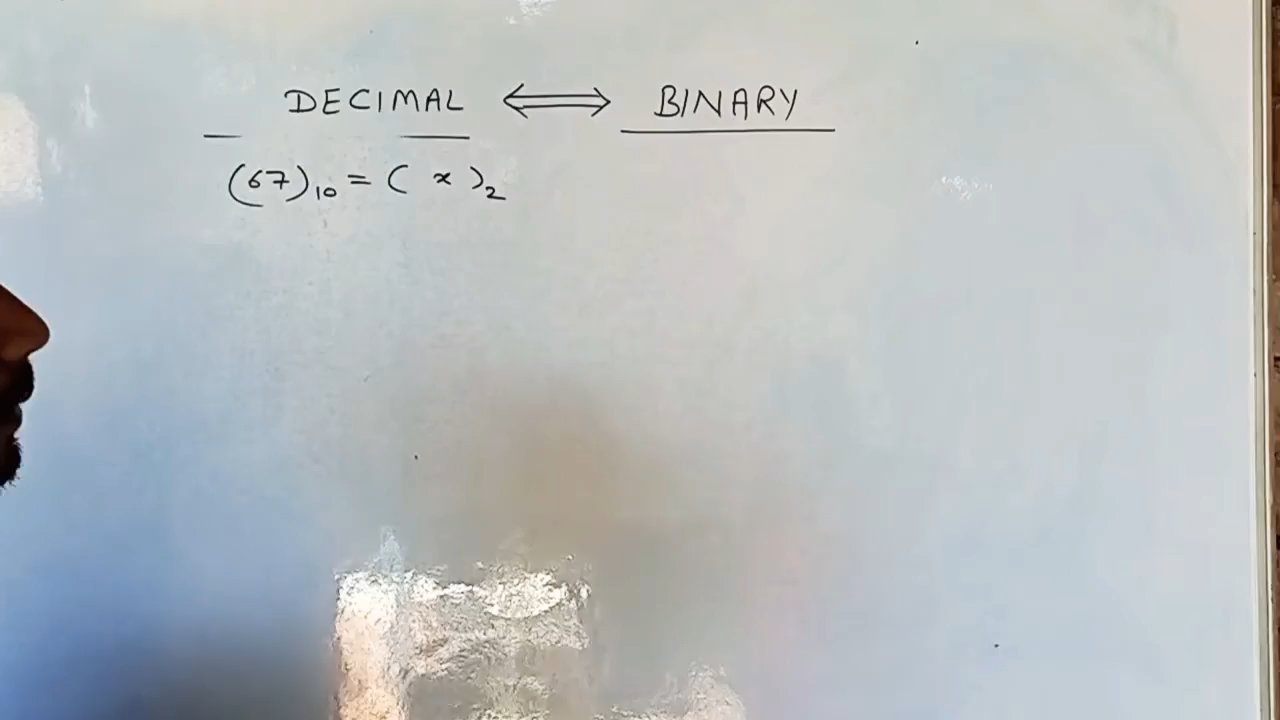 DECIMAL ⟺ BINARY
(67)₁₀ = ( x )₂